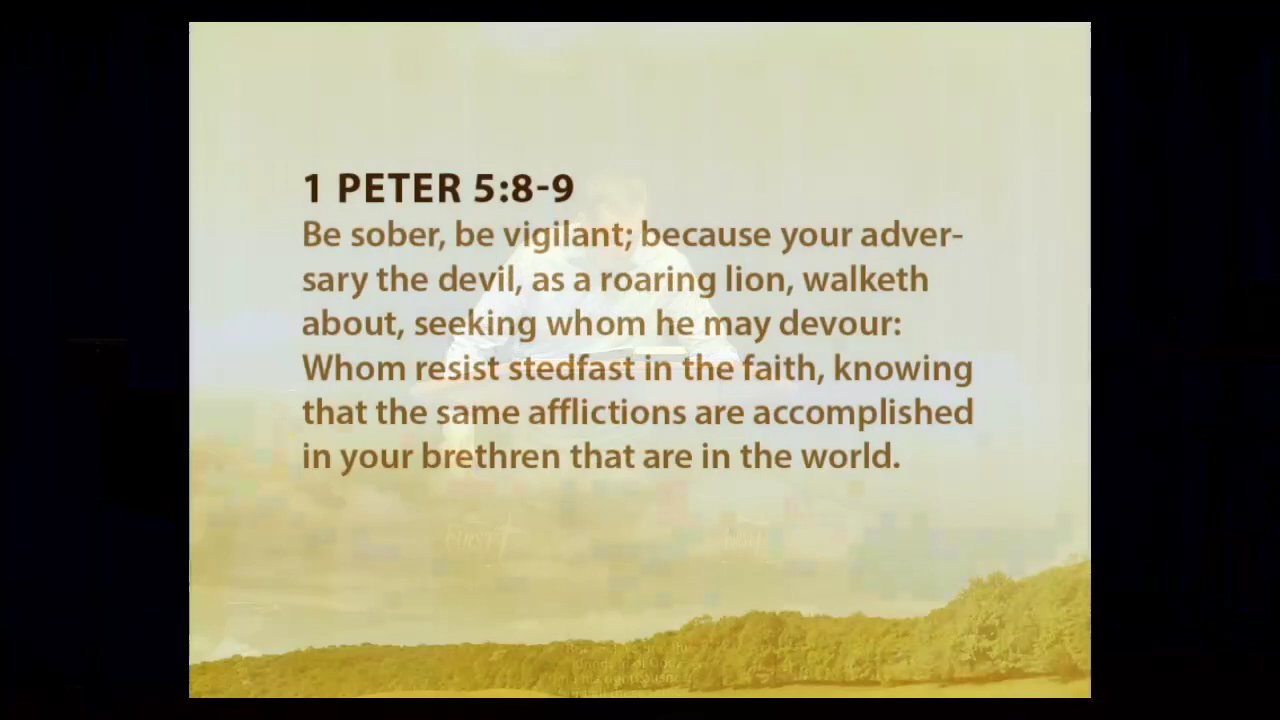 1 PETER 5:8-9
Be sober, be vigilant; because your adver-
sary the devil, as a roaring lion, walketh
about, seeking whom he may devour:
Whom resist stedfast in the faith, knowing
that the same afflictions are accomplished
in your brethren that are in the world.